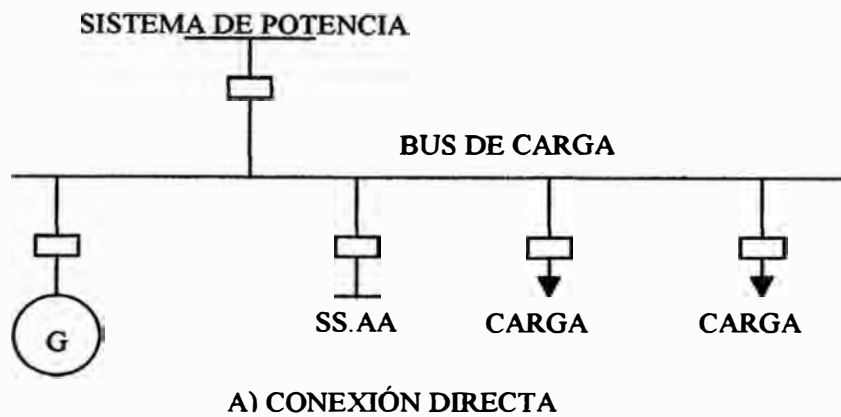 SISTEMA DE POTENCIA
BUS DE CARGA
G
SS.AA CARGA CARGA
A) CONEXIÓN DIRECTA